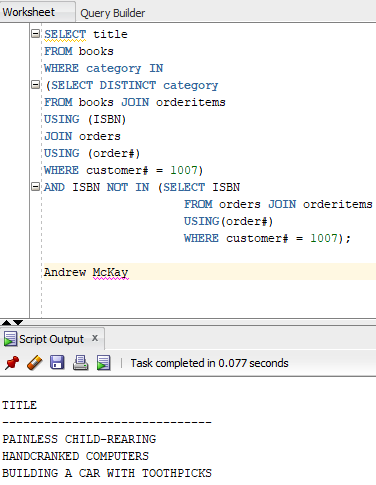 Worksheet Query Builder
SELECT title
FROM books
WHERE category IN
(SELECT DISTINCT category
FROM books JOIN orderitems
USING (ISBN)
JOIN orders
USING (order#)
WHERE customer# = 1007)
AND ISBN NOT IN (SELECT ISBN
FROM orders JOIN orderitems
USING(order#)
WHERE customer# = 1007);
Andrew McKay
Script Output x
Task completed in 0.077 seconds
TITLE
------------------------------
PAINLESS CHILD-REARING
HANDCRANKED COMPUTERS
BUILDING A CAR WITH TOOTHPICKS